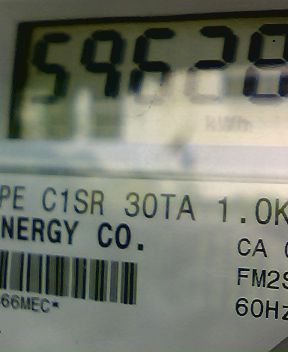 59628
kWh
PE C1SR 30TA 1.0K
NERGY CO.
CA
FM2S
66MEC*
60Hz